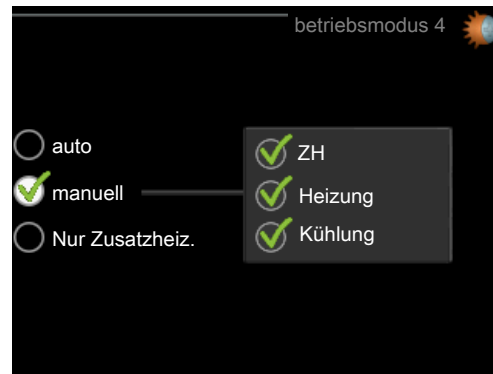 betriebsmodus 4
auto
manuell
Nur Zusatzheiz.
ZH
Heizung
Kühlung